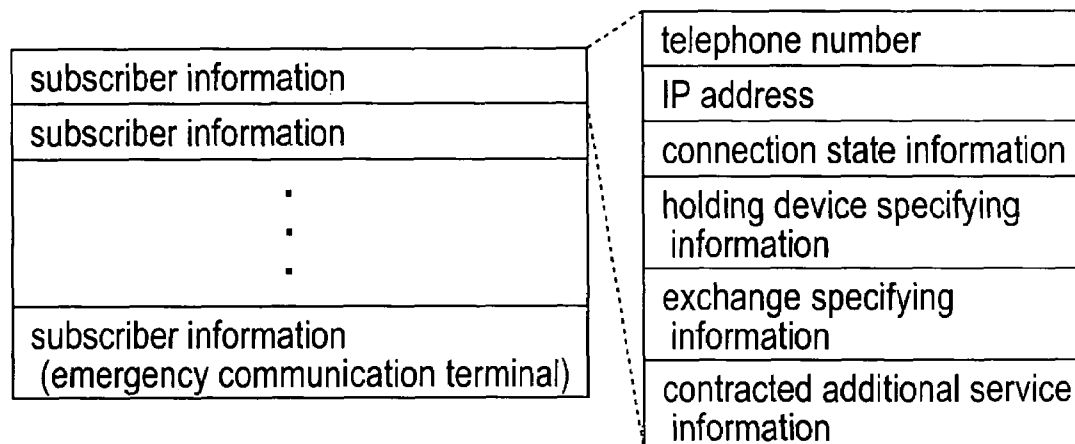 subscriber information
subscriber information
subscriber information
(emergency communication terminal)
telephone number
IP address
connection state information
holding device specifying
information
exchange specifying
information
contracted additional service
information